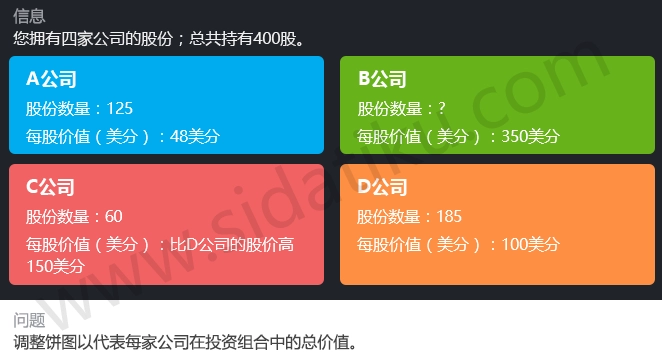 信息
您拥有四家公司的股份；总共持有400股。
A公司
股份数量：125
每股价值（美分）：48美分
B公司
股份数量：?
每股价值（美分）：350美分
C公司
股份数量：60
每股价值（美分）：比D公司的股价高
150美分
D公司
股份数量：185
每股价值（美分）：100美分
www.sidatiku.com
问题
调整饼图以代表每家公司在投资组合中的总价值。